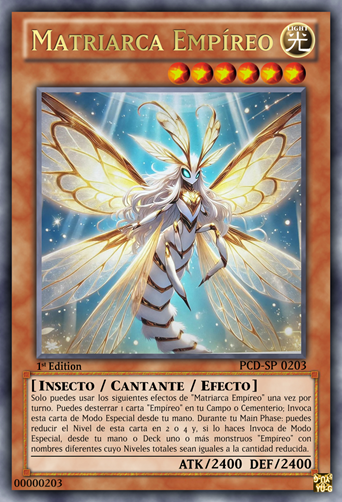 MATRIARCA EMPÍREO
LIGHT
光
1st Edition
PCD-SP 0203
[INSECTO / CANTANTE / EFECTO]
Solo puedes usar los siguientes efectos de "Matriarca Empíreo" una vez por
turno. Puedes desterrar 1 carta "Empíreo" en tu Campo o Cementerio; Invoca
esta carta de Modo Especial desde tu mano. Durante tu Main Phase; puedes
reducir el Nivel de esta carta en 2 o 4 y, si lo haces Invoca de Modo
Especial, desde tu mano o Deck uno o más monstruos "Empíreo" con
nombres diferentes cuyo Niveles totales sean iguales a la cantidad reducida.
ATK/2400 DEF/2400
00000203